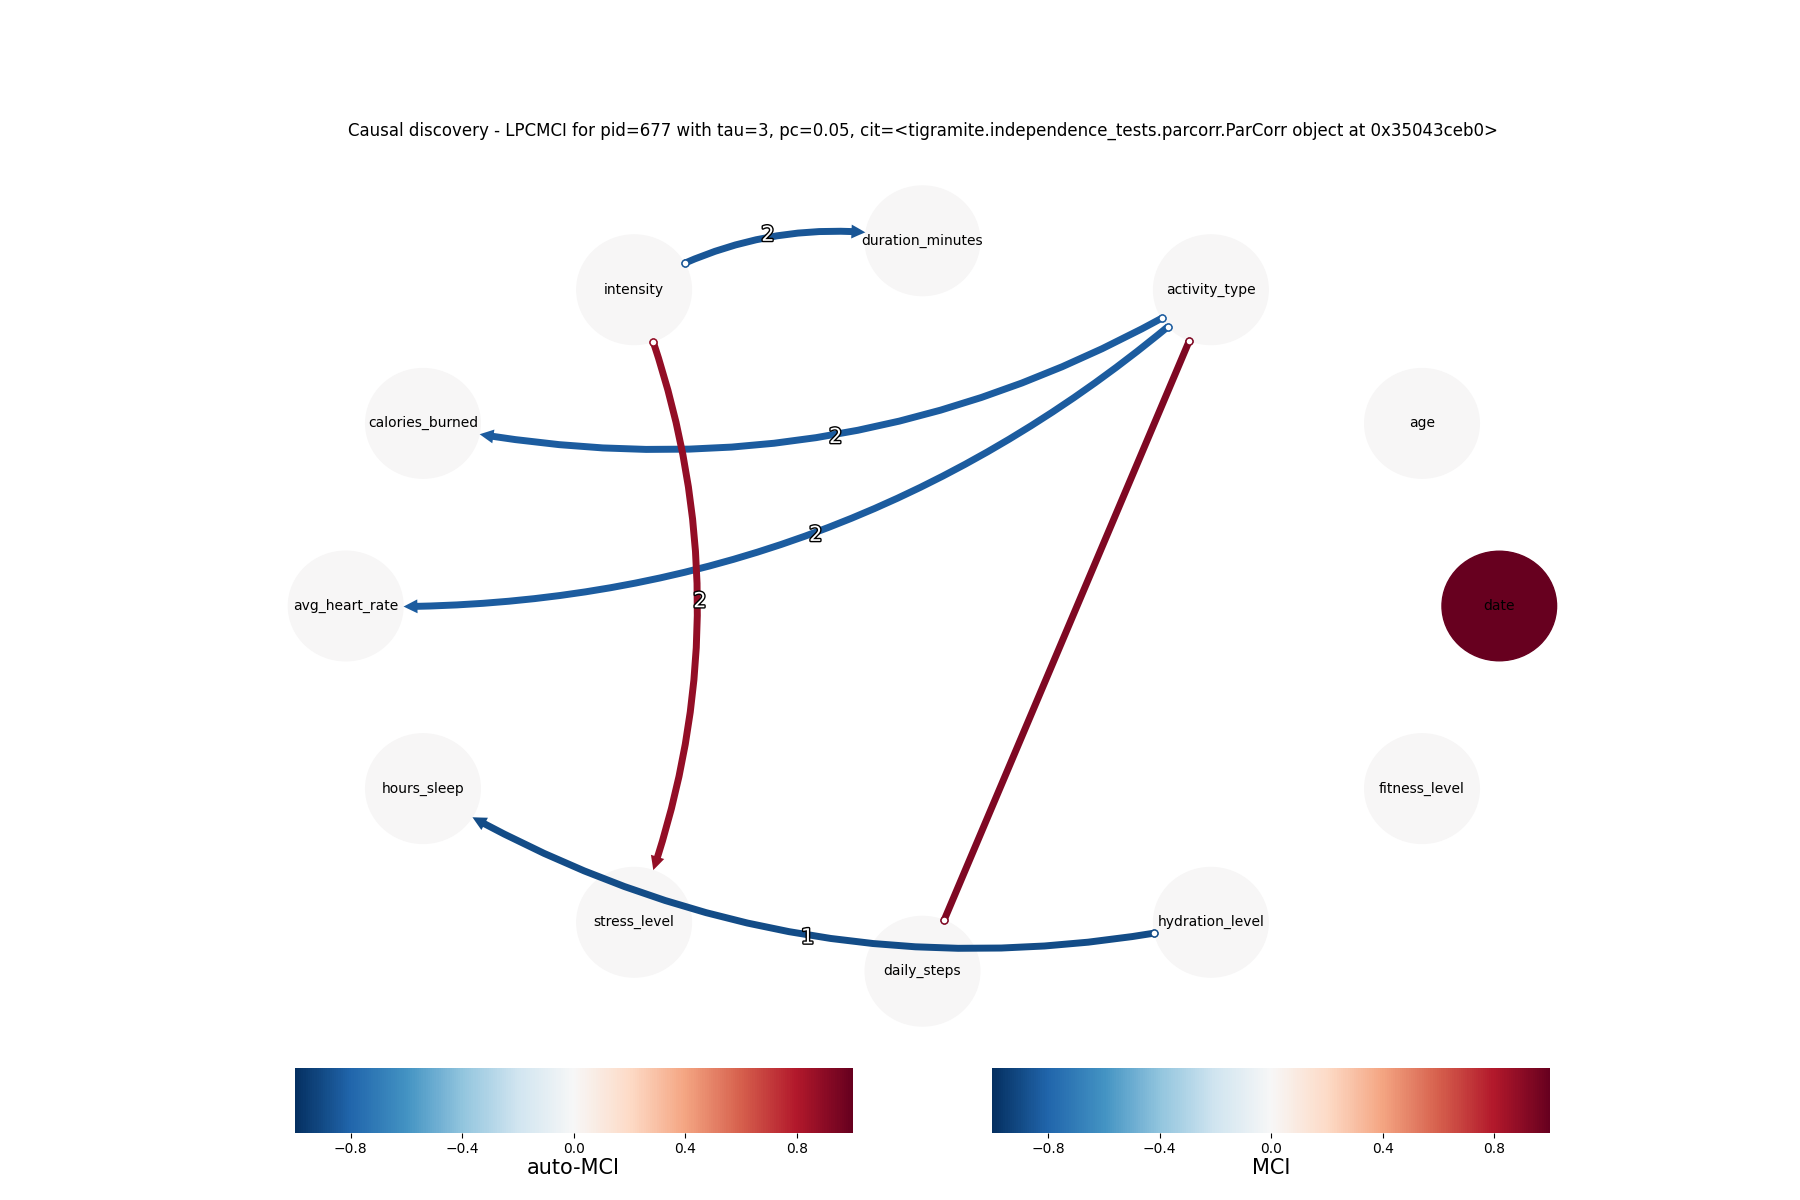 Causal discovery - LPCMCI for pid=677 with tau=3, pc=0.05, cit=<tigramite.independence_tests.parcorr.ParCorr object at 0x35043ceb0>
2
duration_minutes
intensity
activity_type
calories_burned
2
age
2
avg_heart_rate
2
date
hours_sleep
fitness_level
stress_level
1
hydration_level
daily_steps
−0.8 −0.4 0.0 0.4 0.8
auto-MCI
−0.8 −0.4 0.0 0.4 0.8
MCI